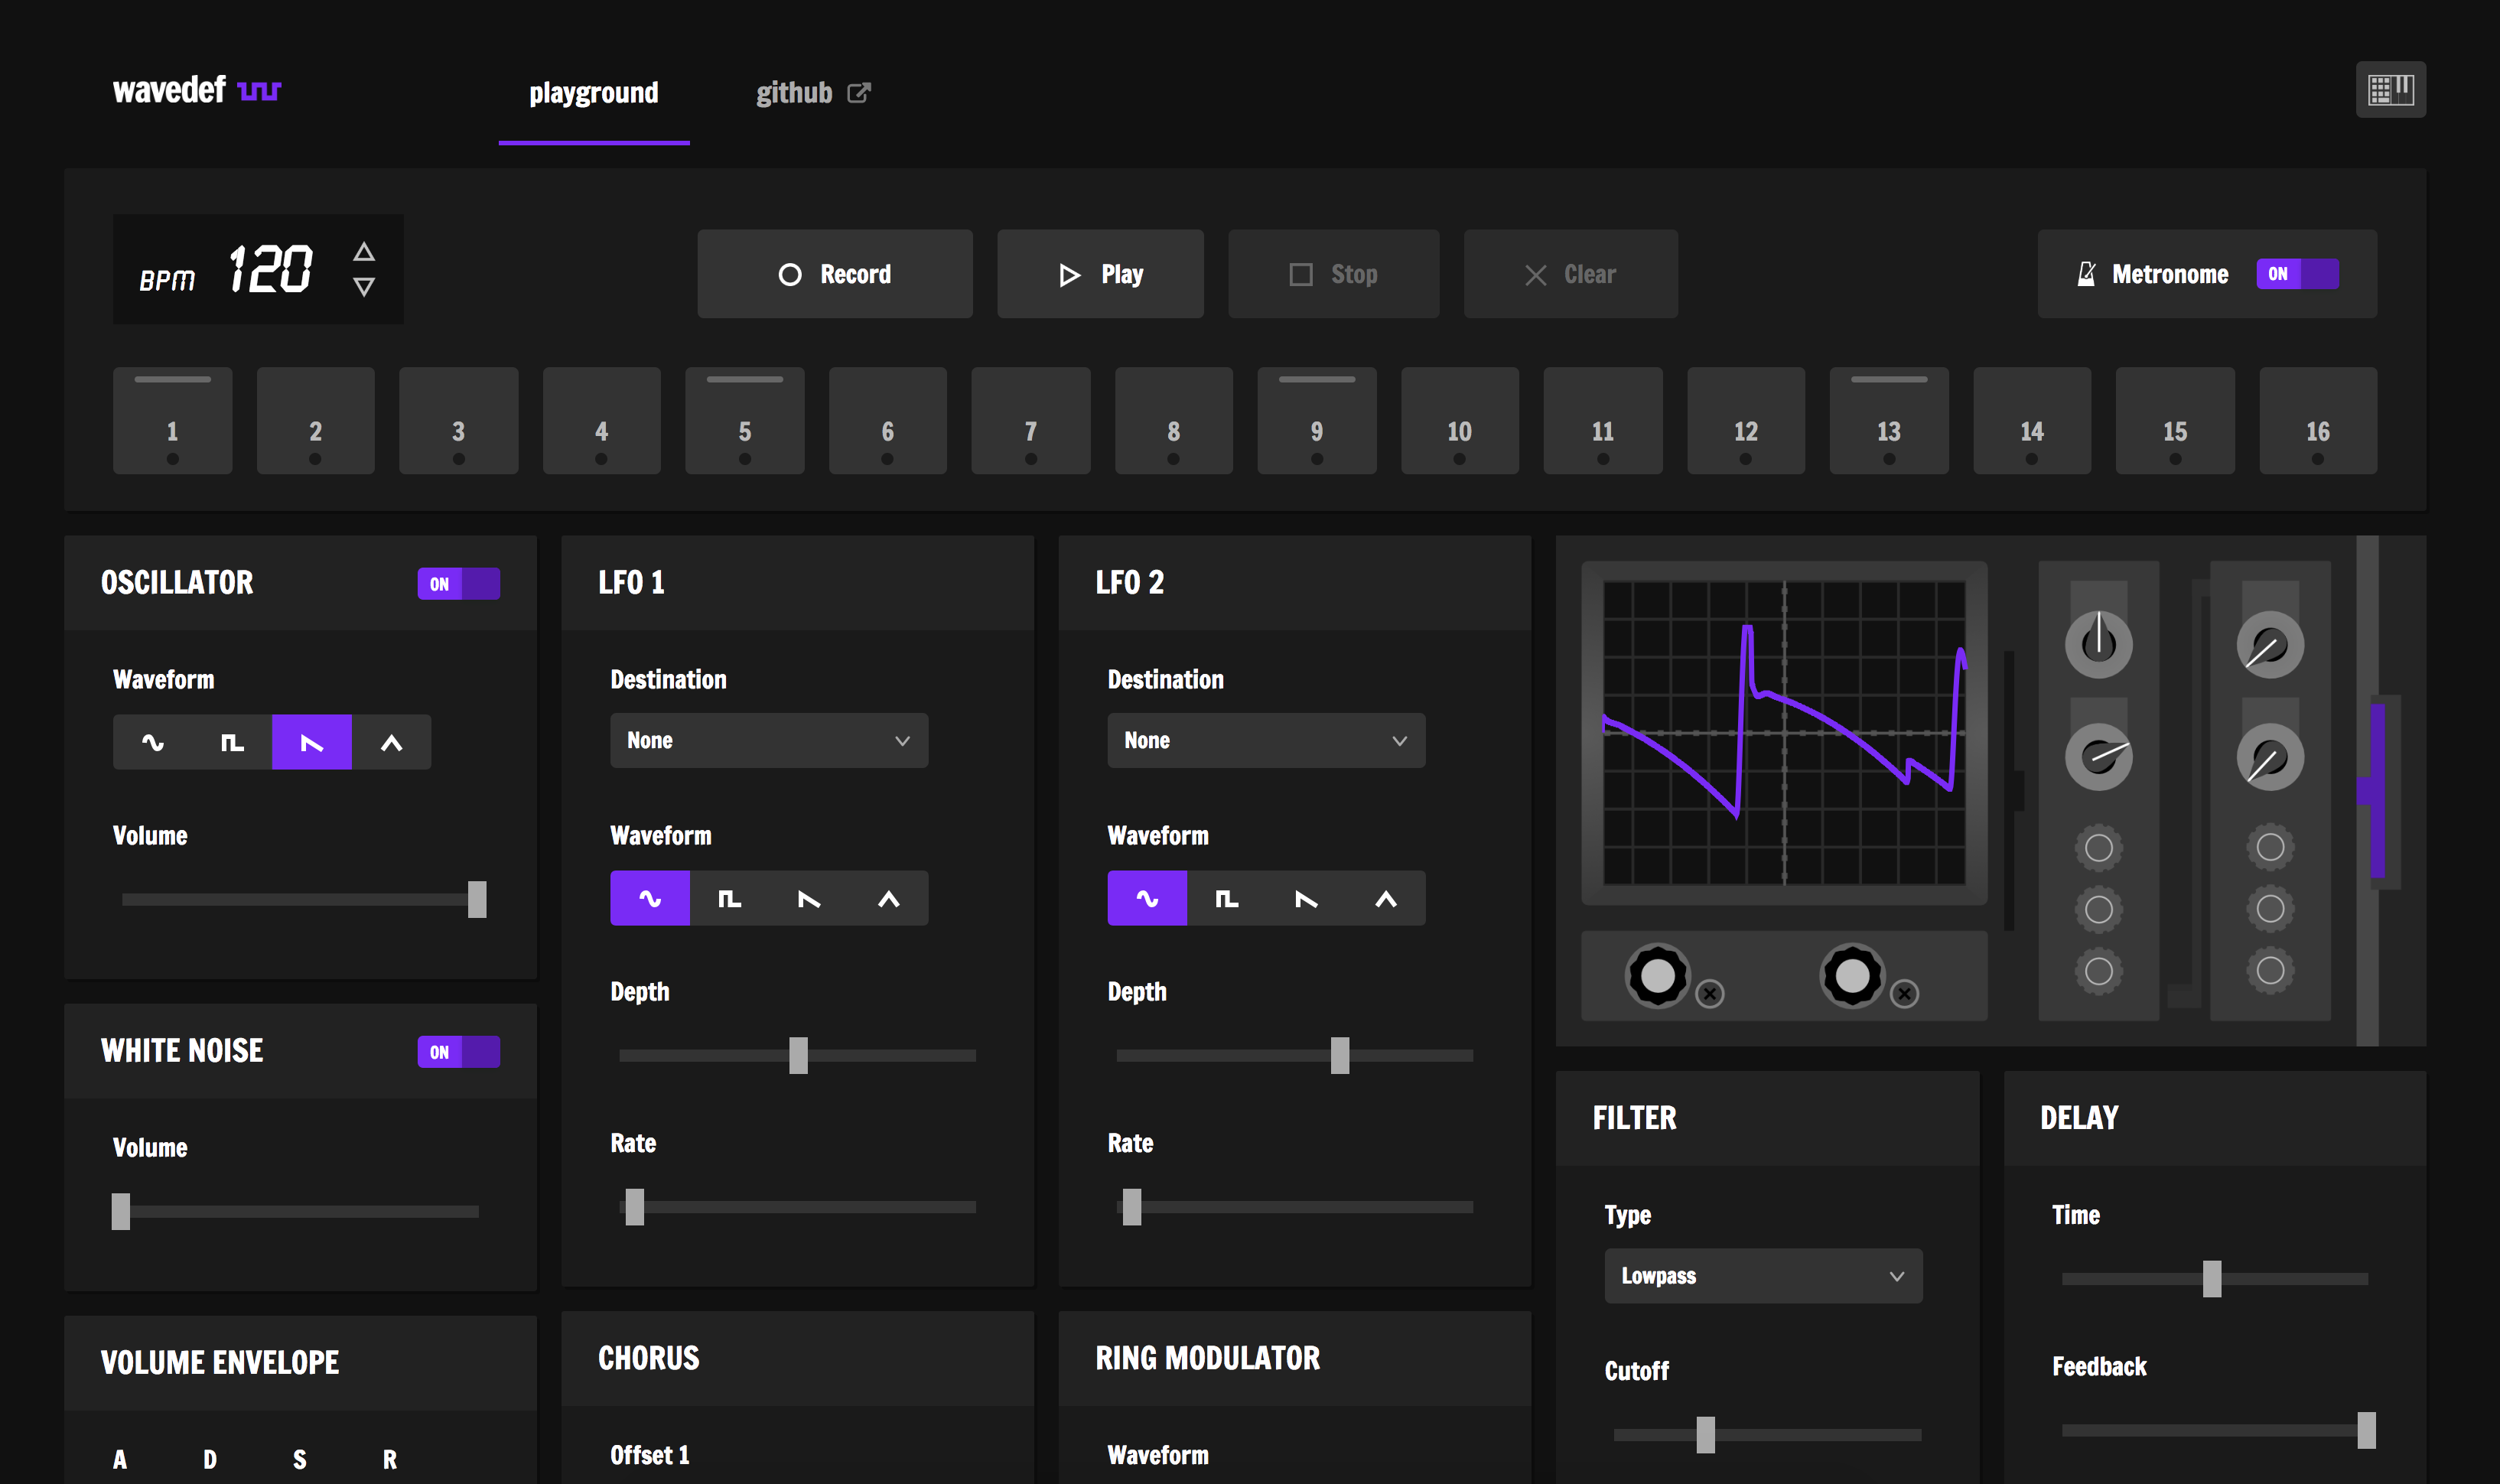 wavedef
playground
github
BPM 120
Record
Play
Stop
Clear
Metronome ON
1 2 3 4 5 6 7 8 9 10 11 12 13 14 15 16
OSCILLATOR ON
Waveform
Volume
WHITE NOISE ON
Volume
VOLUME ENVELOPE
A D S R
LFO 1
Destination
None
Waveform
Depth
Rate
CHORUS
Offset 1
LFO 2
Destination
None
Waveform
Depth
Rate
RING MODULATOR
Waveform
FILTER
Type
Lowpass
Cutoff
DELAY
Time
Feedback